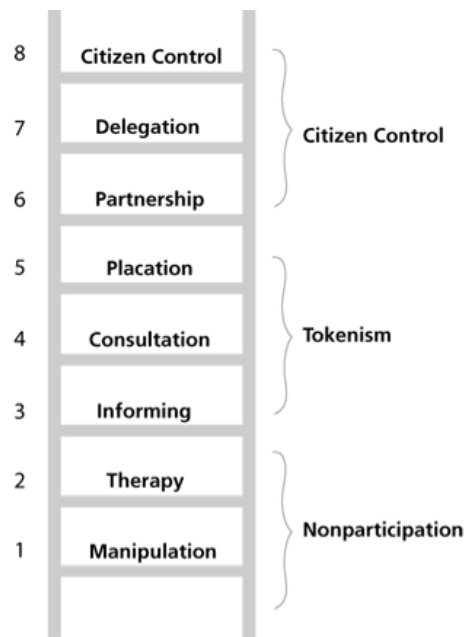 8 Citizen Control
7 Delegation
Citizen Control
6 Partnership
5 Placation
4 Consultation
Tokenism
3 Informing
2 Therapy
Nonparticipation
1 Manipulation